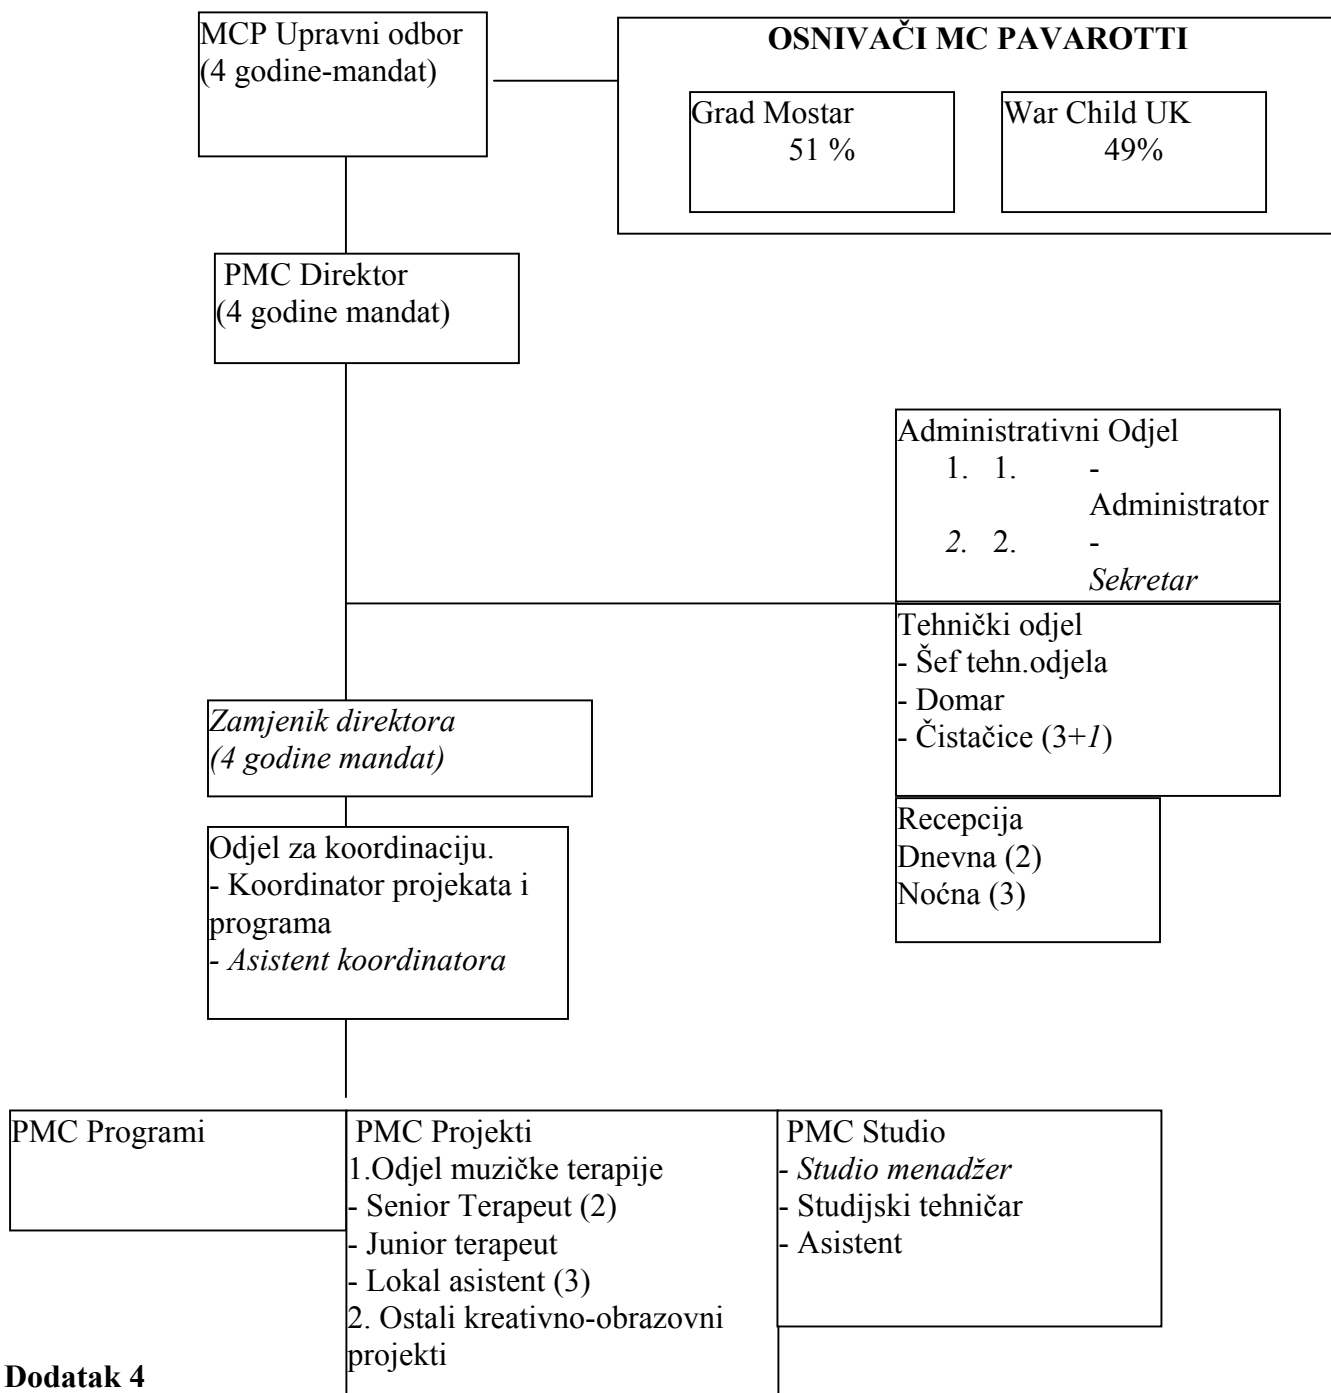 MCP Upravni odbor
(4 godine-mandat)
OSNIVAČI MC PAVAROTTI
Grad Mostar
51 %
War Child UK
49%
PMC Direktor
(4 godine mandat)
Administrativni Odjel
1. 1. -
Administrator
2. 2. -
Sekretar
Tehnički odjel
- Šef tehn.odjela
- Domar
- Čistačice (3+1)
Zamjenik direktora
(4 godine mandat)
Recepcija
Dnevna (2)
Noćna (3)
Odjel za koordinaciju.
- Koordinator projekata i
programa
- Asistent koordinatora
PMC Programi
PMC Projekti
1.Odjel muzičke terapije
- Senior Terapeut (2)
- Junior terapeut
- Lokal asistent (3)
2. Ostali kreativno-obrazovni
projekti
PMC Studio
- Studio menadžer
- Studijski tehničar
- Asistent
Dodatak 4